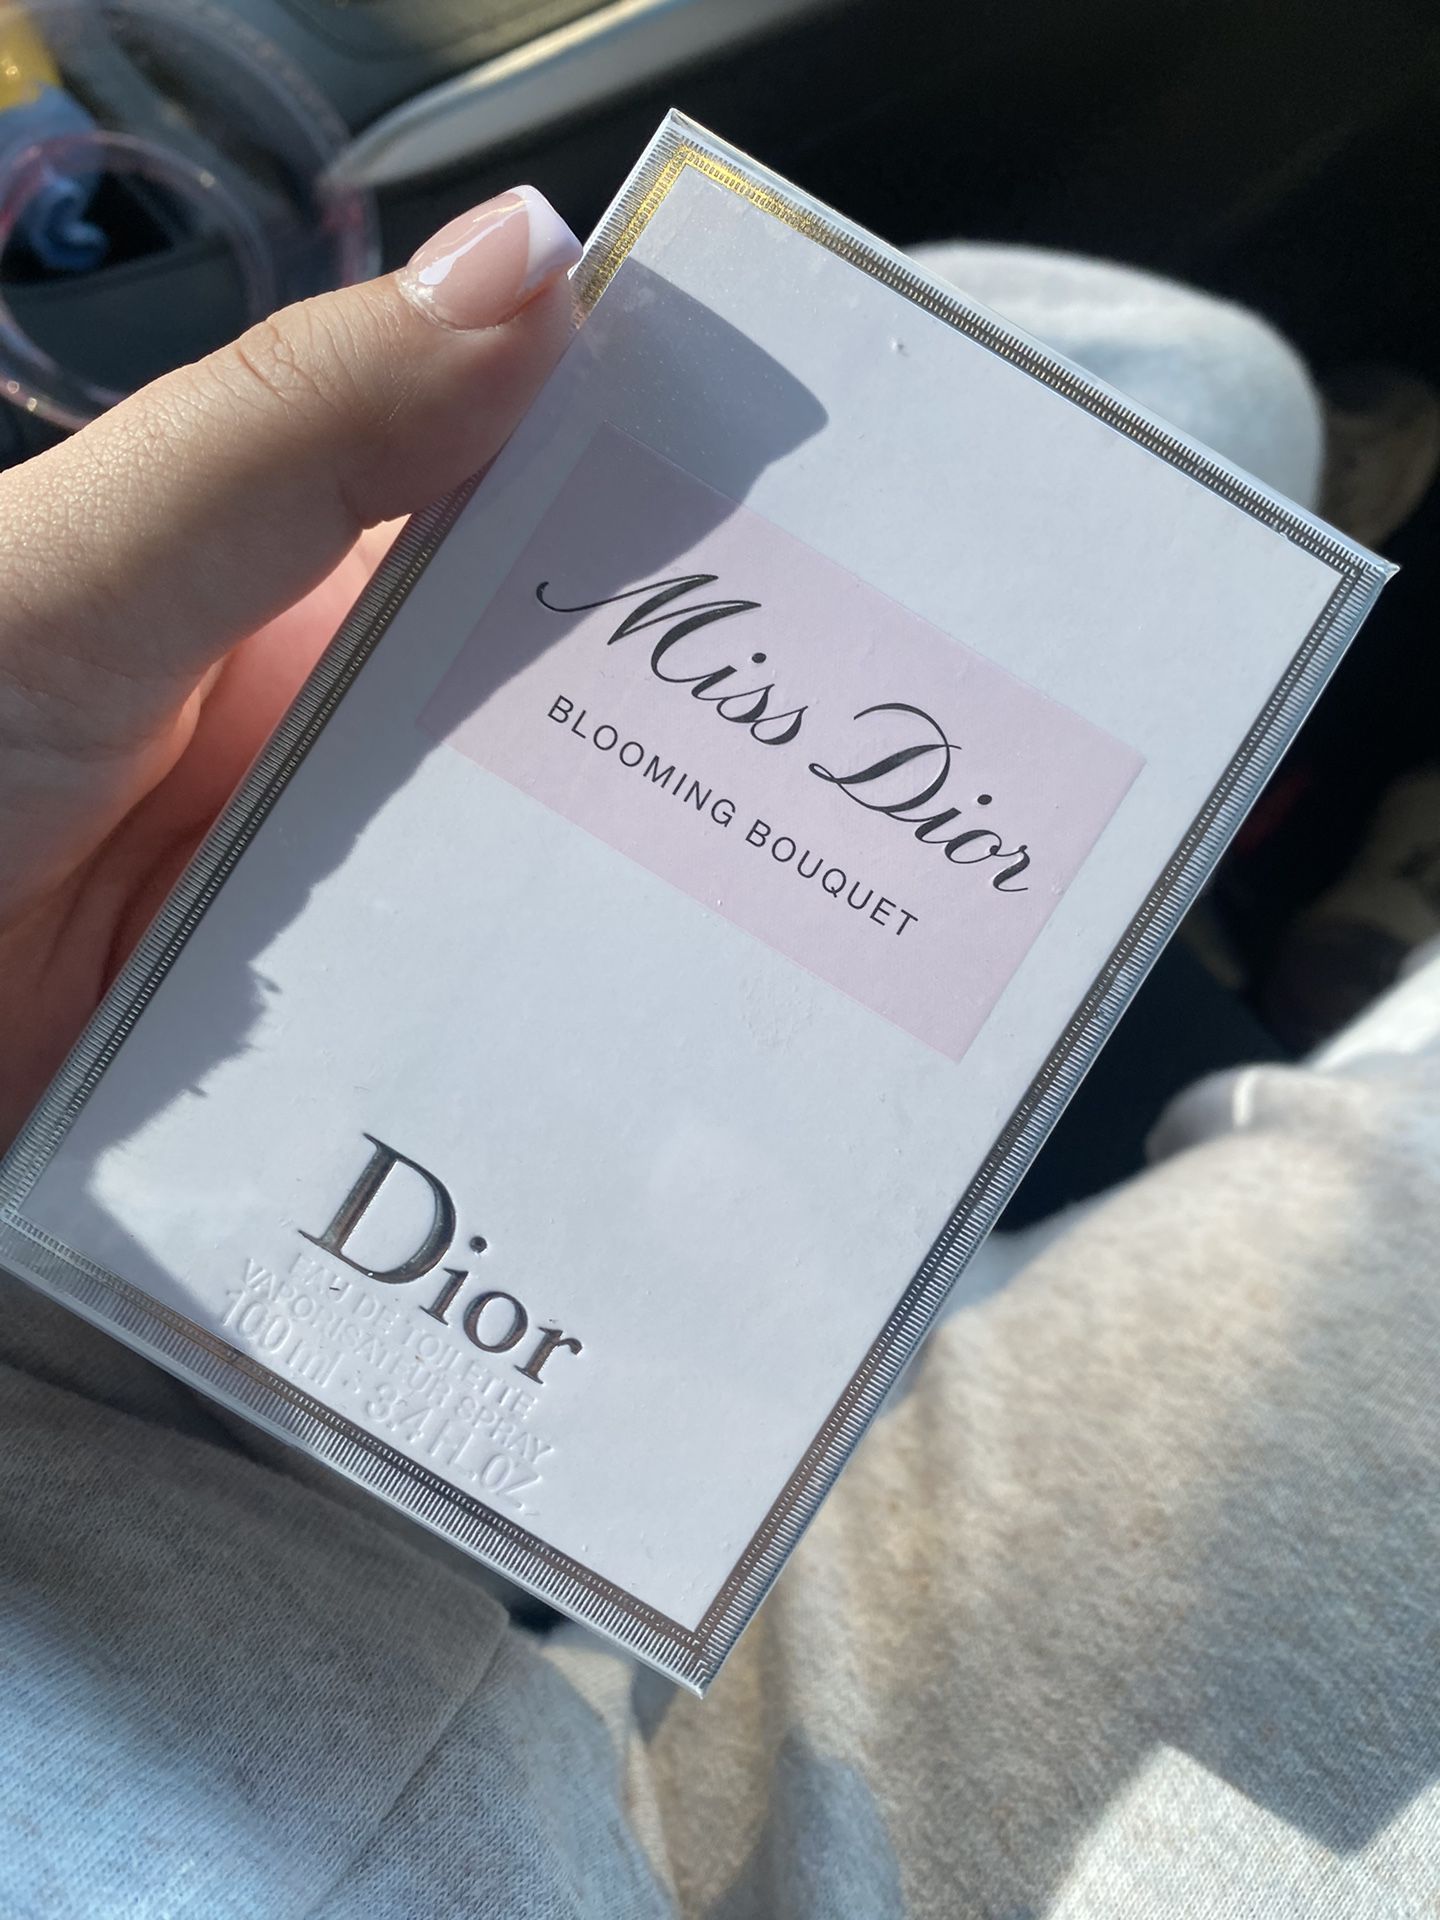 Miss Dior
BLOOMING BOUQUET
Dior
EAU DE TOILETTE
VAPORISATEUR SPRAY
100 ml · 3.4 FL.OZ.